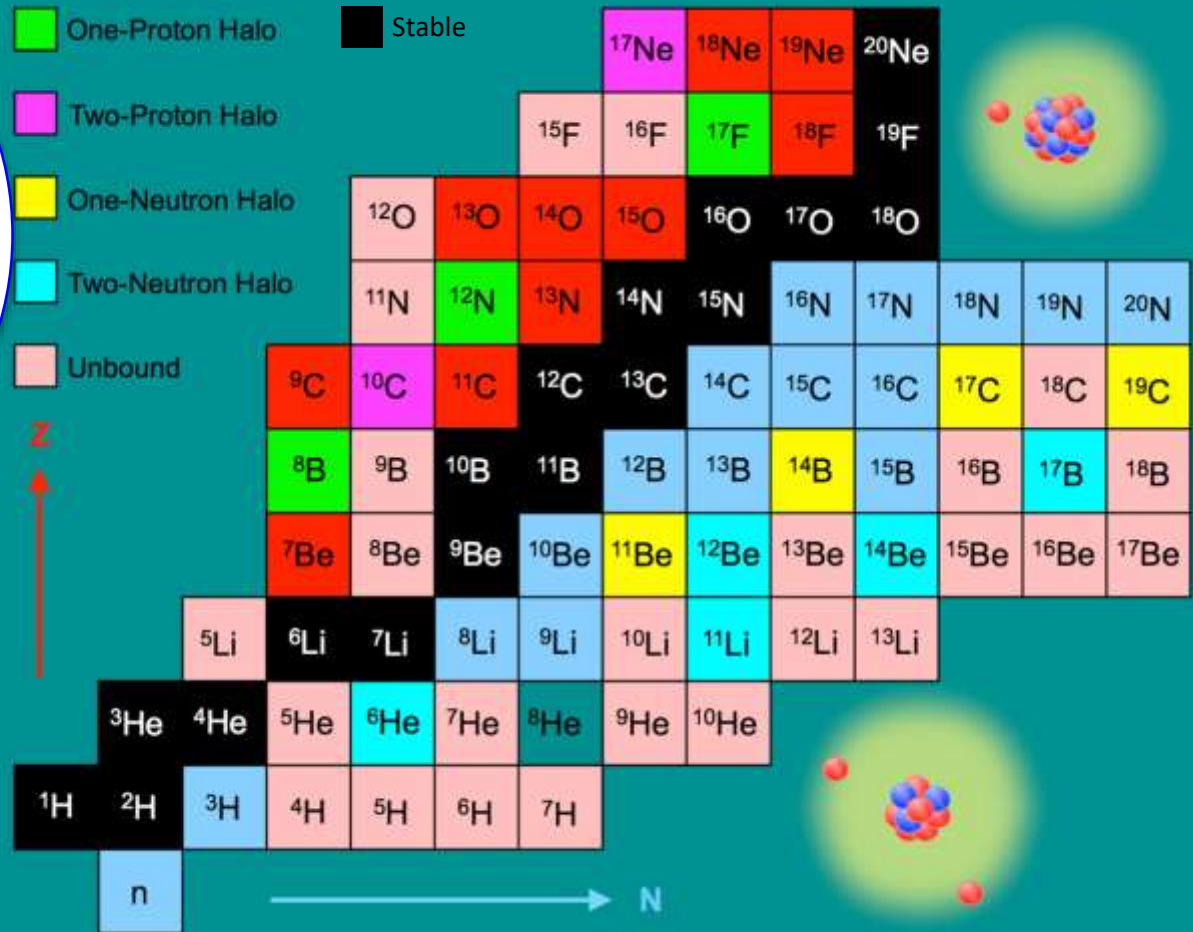 One-Proton Halo
Stable
Two-Proton Halo
One-Neutron Halo
Two-Neutron Halo
Unbound
¹⁷Ne ¹⁸Ne ¹⁹Ne ²⁰Ne
¹⁵F ¹⁶F ¹⁷F ¹⁸F ¹⁹F
¹²O ¹³O ¹⁴O ¹⁵O ¹⁶O ¹⁷O ¹⁸O
¹¹N ¹²N ¹³N ¹⁴N ¹⁵N ¹⁶N ¹⁷N ¹⁸N ¹⁹N ²⁰N
⁹C ¹⁰C ¹¹C ¹²C ¹³C ¹⁴C ¹⁵C ¹⁶C ¹⁷C ¹⁸C ¹⁹C
Z
⁸B ⁹B ¹⁰B ¹¹B ¹²B ¹³B ¹⁴B ¹⁵B ¹⁶B ¹⁷B ¹⁸B
⁷Be ⁸Be ⁹Be ¹⁰Be ¹¹Be ¹²Be ¹³Be ¹⁴Be ¹⁵Be ¹⁶Be ¹⁷Be
⁵Li ⁶Li ⁷Li ⁸Li ⁹Li ¹⁰Li ¹¹Li ¹²Li ¹³Li
³He ⁴He ⁵He ⁶He ⁷He ⁸He ⁹He ¹⁰He
¹H ²H ³H ⁴H ⁵H ⁶H ⁷H
n
N